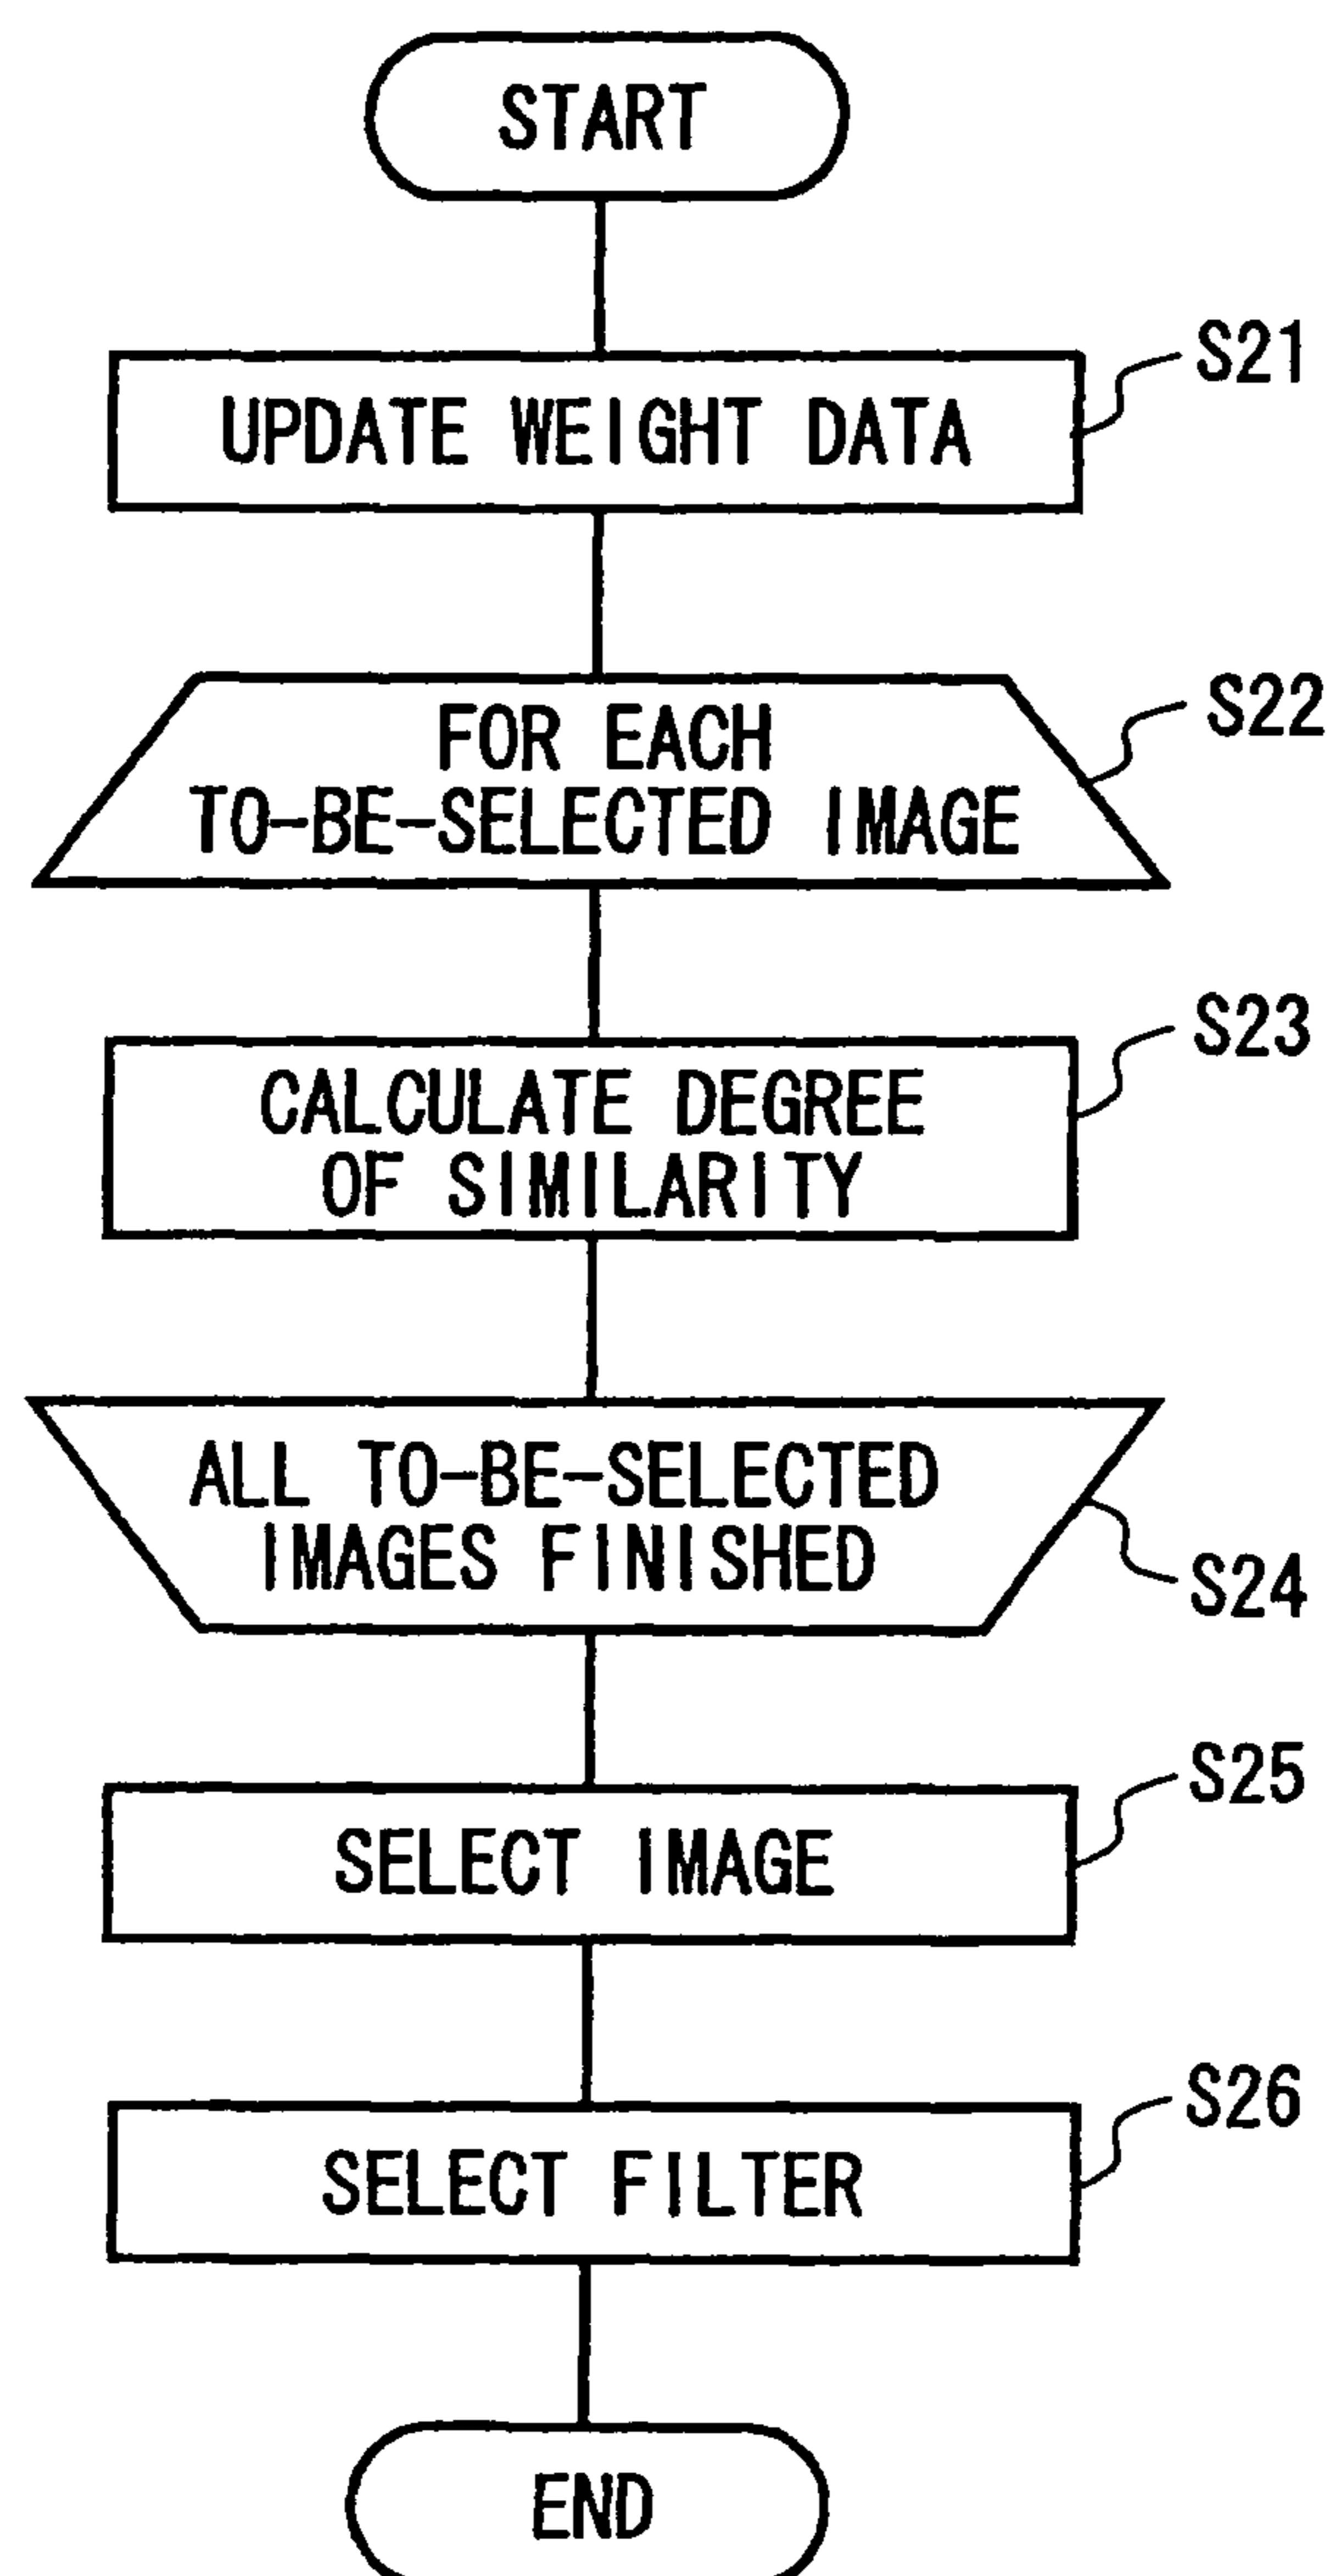 START
S21
UPDATE WEIGHT DATA
S22
FOR EACH
TO-BE-SELECTED IMAGE
S23
CALCULATE DEGREE
OF SIMILARITY
ALL TO-BE-SELECTED
IMAGES FINISHED
S24
S25
SELECT IMAGE
S26
SELECT FILTER
END